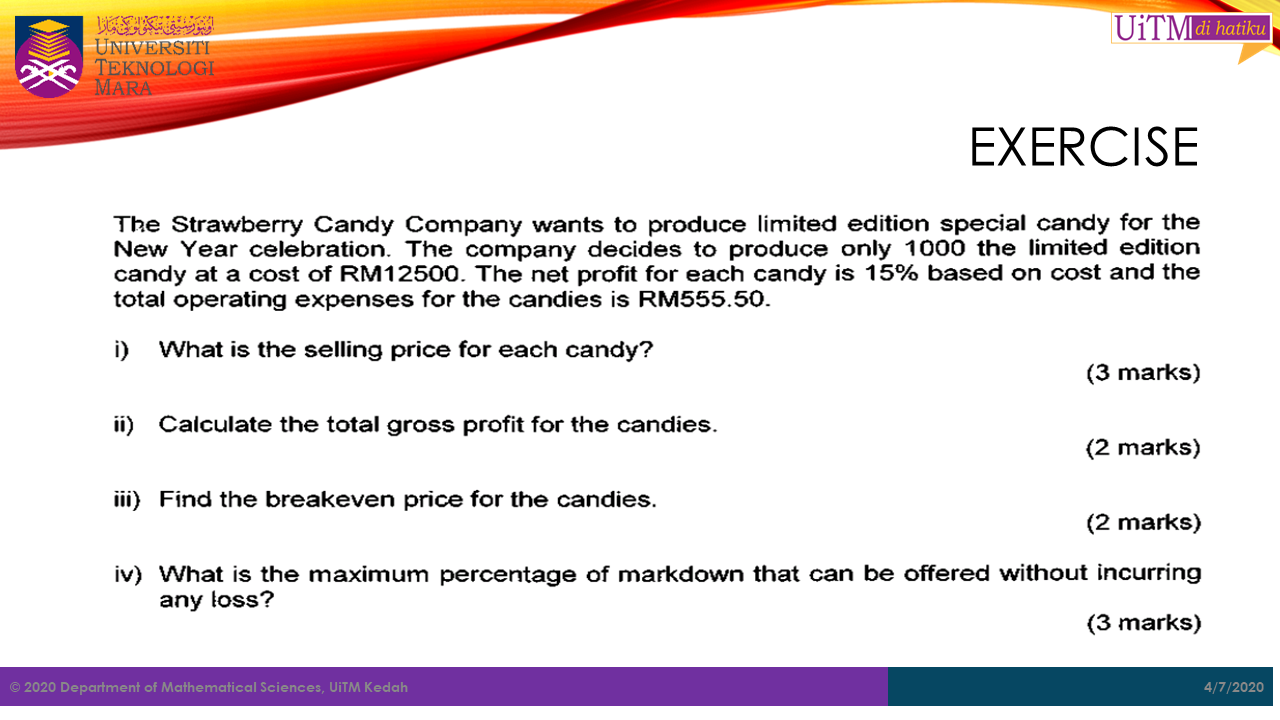 اونيۏرسيتي تيكنولوڬي مارا
UNIVERSITI
TEKNOLOGI
MARA
UiTM di hatiku
EXERCISE
The Strawberry Candy Company wants to produce limited edition special candy for the
New Year celebration. The company decides to produce only 1000 the limited edition
candy at a cost of RM12500. The net profit for each candy is 15% based on cost and the
total operating expenses for the candies is RM555.50.
i) What is the selling price for each candy?
(3 marks)
ii) Calculate the total gross profit for the candies.
(2 marks)
iii) Find the breakeven price for the candies.
(2 marks)
iv) What is the maximum percentage of markdown that can be offered without incurring
any loss?
(3 marks)
© 2020 Department of Mathematical Sciences, UiTM Kedah
4/7/2020